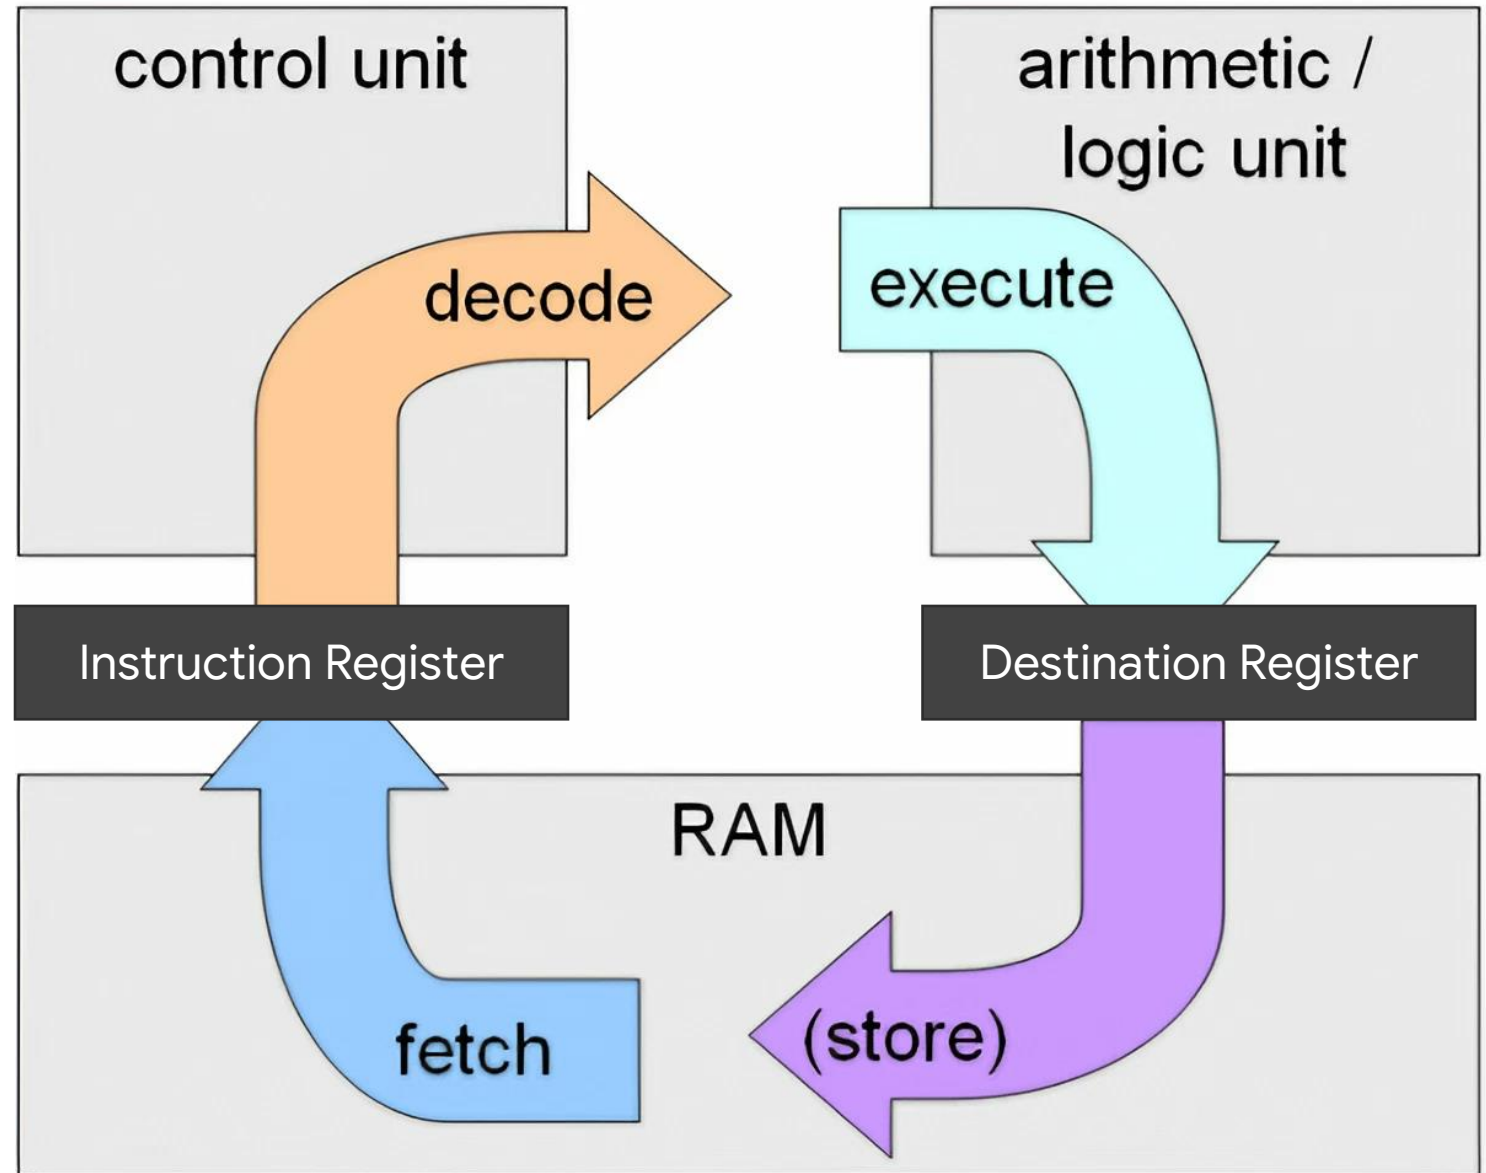 control unit
arithmetic /
logic unit
decode
execute
Instruction Register
Destination Register
RAM
fetch
(store)